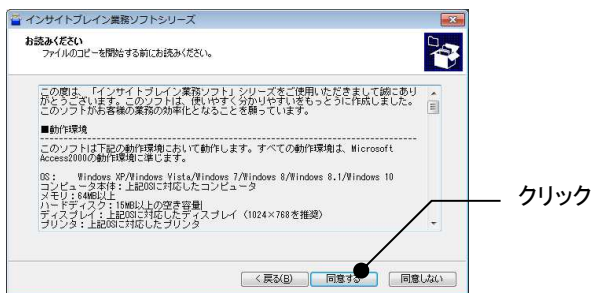 インサイトブレイン業務ソフトシリーズ
お読みください
ファイルのコピーを開始する前にお読みください。
この度は、「インサイトブレイン業務ソフト」シリーズをご使用いただきまして誠にあり
がとうございます。このソフトは、使いやすく分かりやすいをもっとうに作成しました。
このソフトがお客様の業務の効率化となることを願っています。
■動作環境
このソフトは下記の動作環境において動作します。すべての動作環境は、Microsoft
Access2000の動作環境に準じます。
OS： Windows XP/Windows Vista/Windows 7/Windows 8/Windows 8.1/Windows 10
コンピュータ本体：上記OSに対応したコンピュータ
メモリ：64MB以上
ハードディスク：15MB以上の空き容量
ディスプレイ：上記OSに対応したディスプレイ（1024×768を推奨）
プリンタ：上記OSに対応したプリンタ
クリック
< 戻る(B)
同意する
同意しない